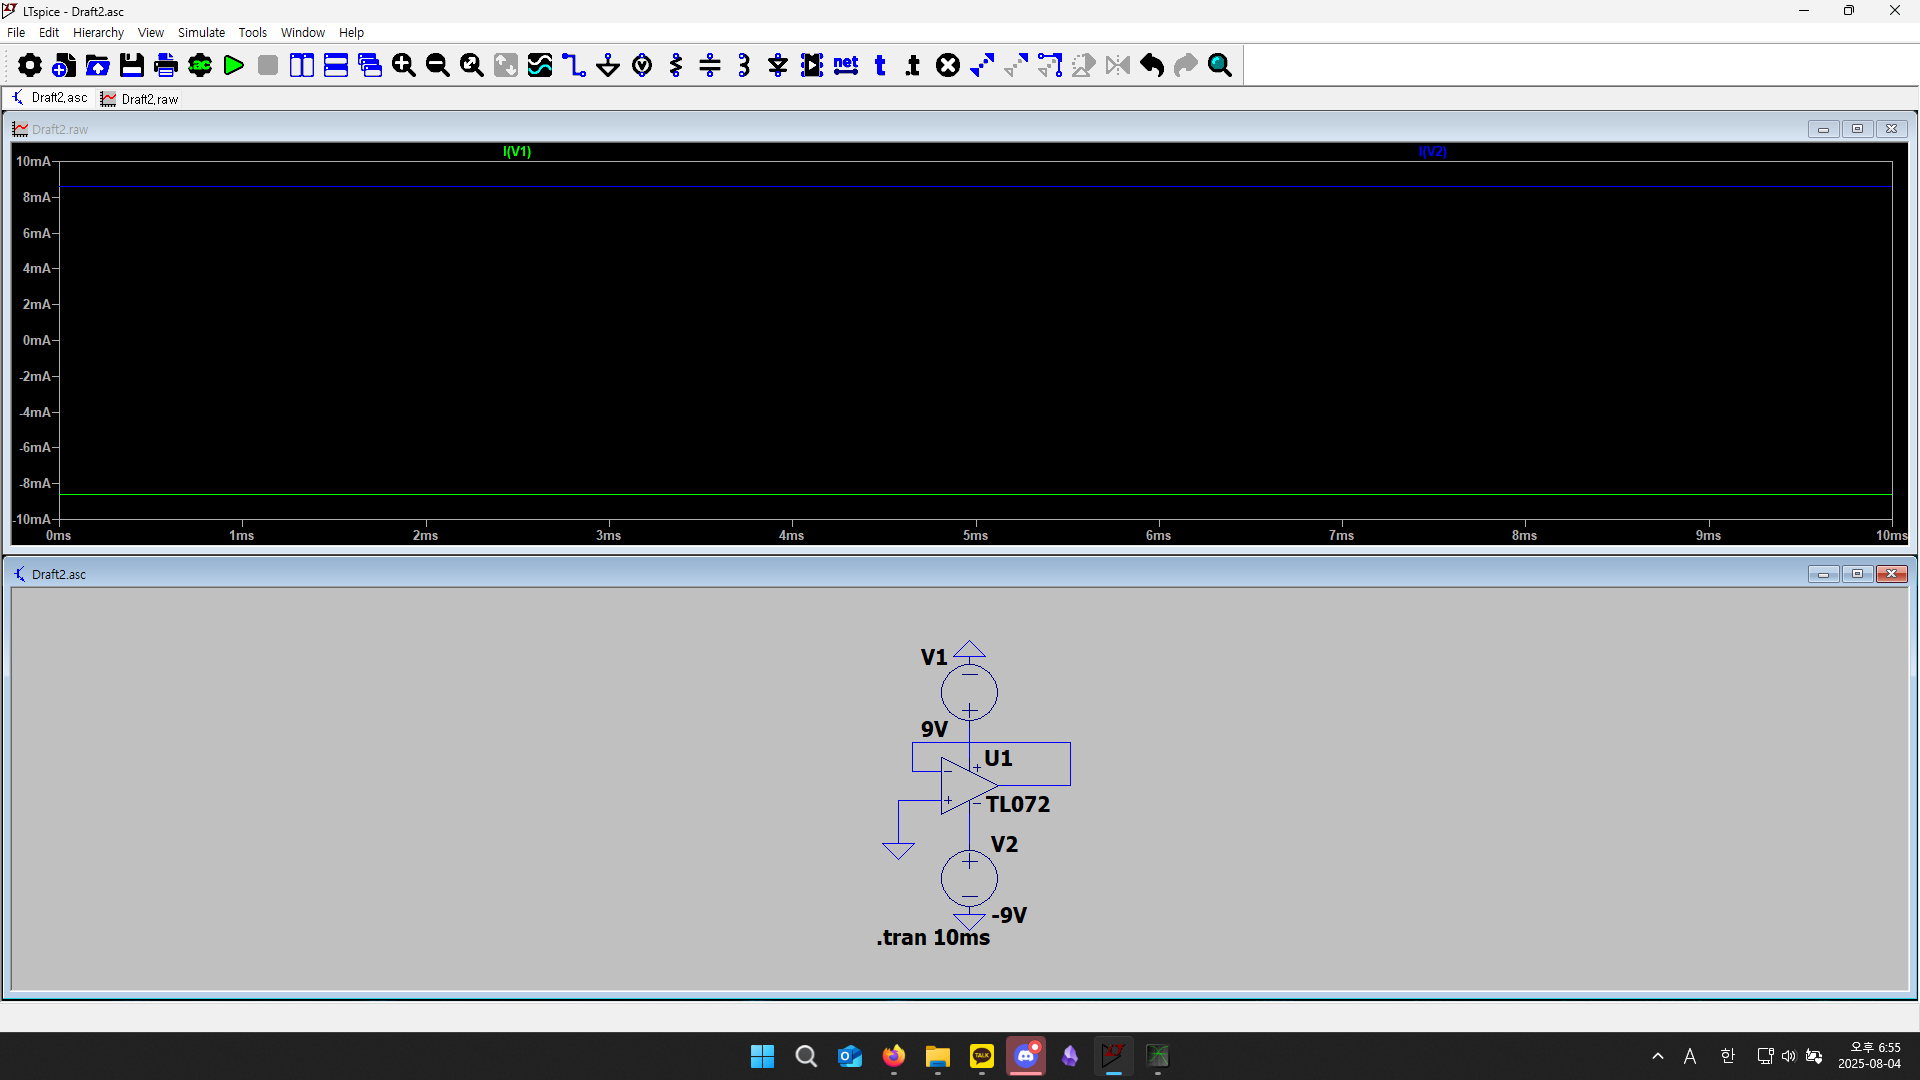 LTspice - Draft2.asc
File Edit Hierarchy View Simulate Tools Window Help
.ac net t .t
Draft2.asc Draft2.raw
Draft2.raw
I(V1) I(V2)
10mA
8mA
6mA
4mA
2mA
0mA
-2mA
-4mA
-6mA
-8mA
-10mA
0ms 1ms 2ms 3ms 4ms 5ms 6ms 7ms 8ms 9ms 10ms
Draft2.asc
V1
9V
U1
TL072
V2
-9V
.tran 10ms
TALK
A 한 오후 6:55
2025-08-04